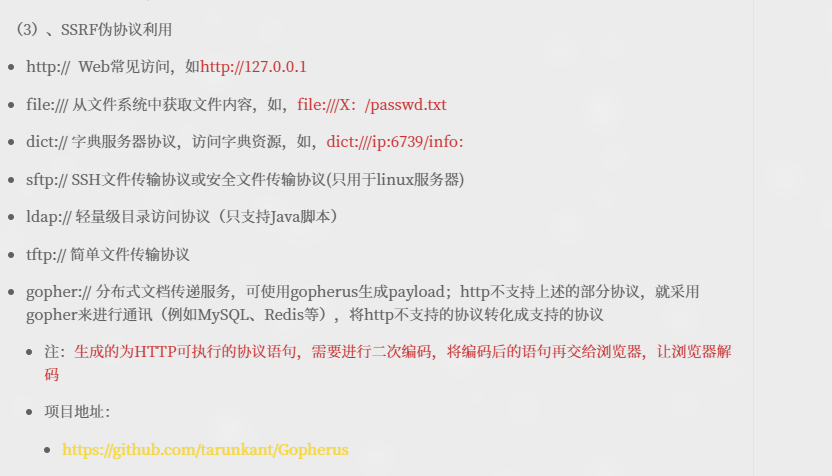 （3）、SSRF伪协议利用
http://  Web常见访问，如http://127.0.0.1
file:/// 从文件系统中获取文件内容，如，file:///X：/passwd.txt
dict:// 字典服务器协议，访问字典资源，如，dict:///ip:6739/info:
sftp:// SSH文件传输协议或安全文件传输协议(只用于linux服务器)
ldap:// 轻量级目录访问协议（只支持Java脚本）
tftp:// 简单文件传输协议
gopher:// 分布式文档传递服务，可使用gopherus生成payload；http不支持上述的部分协议，就采用
gopher来进行通讯（例如MySQL、Redis等），将http不支持的协议转化成支持的协议
注：生成的为HTTP可执行的协议语句，需要进行二次编码，将编码后的语句再交给浏览器，让浏览器解
码
项目地址：
https://github.com/tarunkant/Gopherus